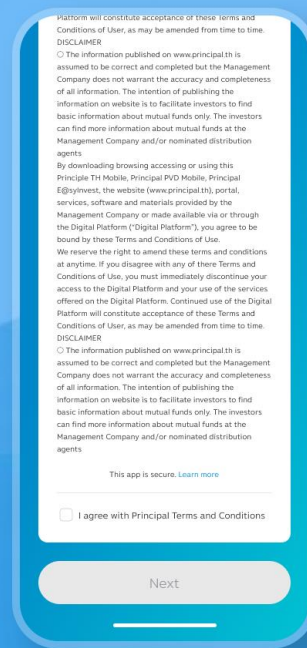 Platform will constitute acceptance of these Terms and
Conditions of User, as may be amended from time to time.
DISCLAIMER
○ The information published on www.principal.th is
assumed to be correct and completed but the Management
Company does not warrant the accuracy and completeness
of all information. The intention of publishing the
information on website is to facilitate investors to find
basic information about mutual funds only. The investors
can find more information about mutual funds at the
Management Company and/or nominated distribution
agents
By downloading browsing accessing or using this
Principle TH Mobile, Principal PVD Mobile, Principal
E@syInvest, the website (www.principal.th), portal,
services, software and materials provided by the
Management Company or made available via or through
the Digital Platform ("Digital Platform"), you agree to be
bound by these Terms and Conditions of Use.
We reserve the right to amend these terms and conditions
at anytime. If you disagree with any of there Terms and
Conditions of Use, you must immediately discontinue your
access to the Digital Platform and your use of the services
offered on the Digital Platform. Continued use of the Digital
Platform will constitute acceptance of these Terms and
Conditions of User, as may be amended from time to time.
DISCLAIMER
○ The information published on www.principal.th is
assumed to be correct and completed but the Management
Company does not warrant the accuracy and completeness
of all information. The intention of publishing the
information on website is to facilitate investors to find
basic information about mutual funds only. The investors
can find more information about mutual funds at the
Management Company and/or nominated distribution
agents
This app is secure. Learn more
I agree with Principal Terms and Conditions
Next